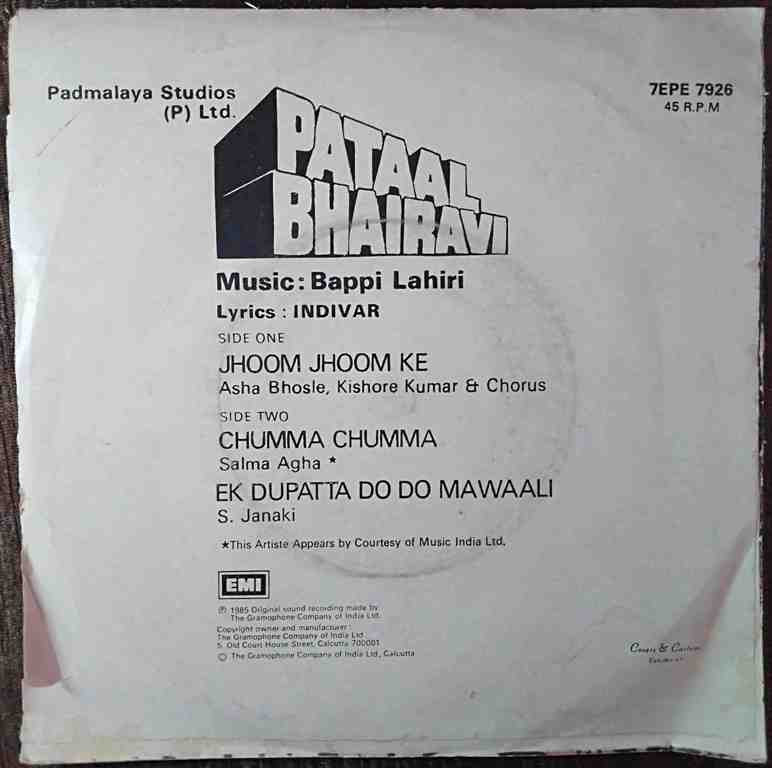 Padmalaya Studios
(P) Ltd.
7EPE 7926
45 R.P.M
PATAAL
BHAIRAVI
Music: Bappi Lahiri
Lyrics : INDIVAR
SIDE ONE
JHOOM JHOOM KE
Asha Bhosle, Kishore Kumar & Chorus
SIDE TWO
CHUMMA CHUMMA
Salma Agha ★
EK DUPATTA DO DO MAWAALI
S. Janaki
★This Artiste Appears by Courtesy of Music India Ltd.
EMI
℗ 1985 Original sound recording made by
The Gramophone Company of India Ltd.
Copyright owner and manufacturer :
The Gramophone Company of India Ltd
5, Old Court House Street, Calcutta 700001
© The Gramophone Company of India Ltd, Calcutta
&